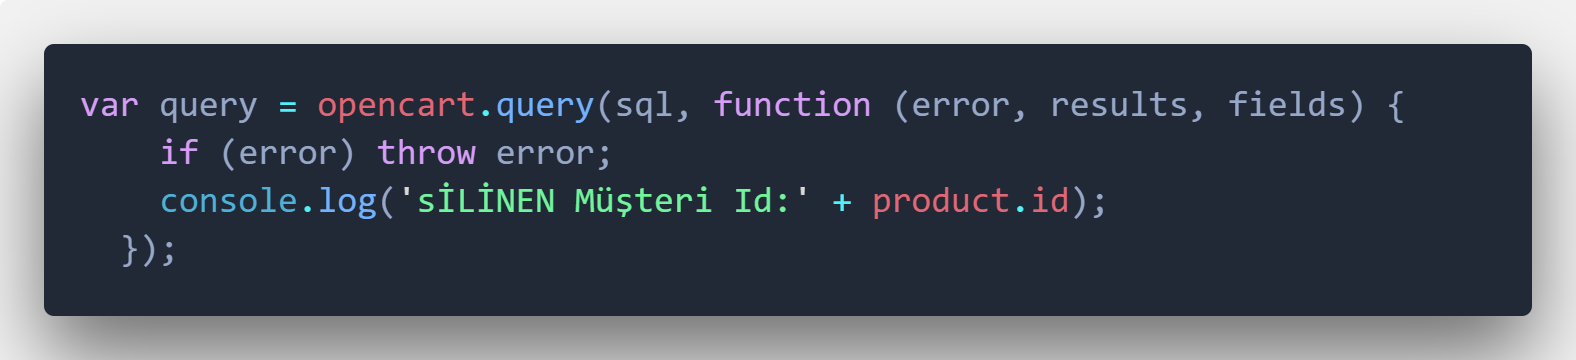 var query = opencart.query(sql, function (error, results, fields) {
    if (error) throw error;
    console.log('sİLİNEN Müşteri Id:' + product.id);
  });